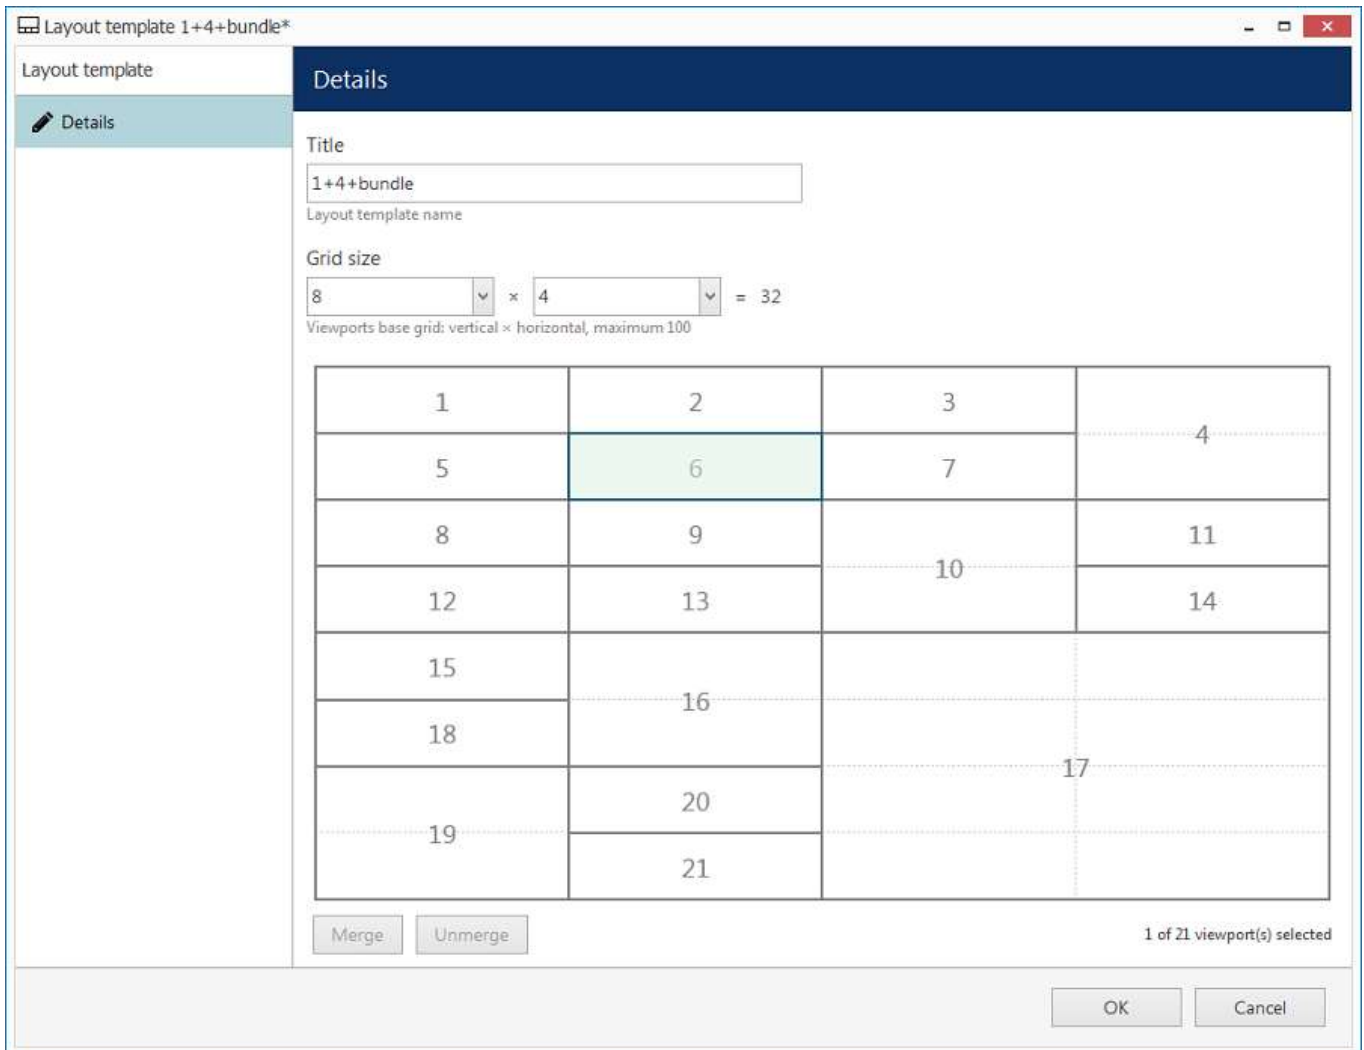 Layout template 1+4+bundle*
Layout template
Details
Details
Title
1+4+bundle
Layout template name
Grid size
8 × 4 = 32
Viewports base grid: vertical × horizontal, maximum 100
1 2 3
4
5 6 7
8 9 11
10
12 13 14
15
16
18
17
20
19
21
Merge Unmerge 1 of 21 viewport(s) selected
OK Cancel